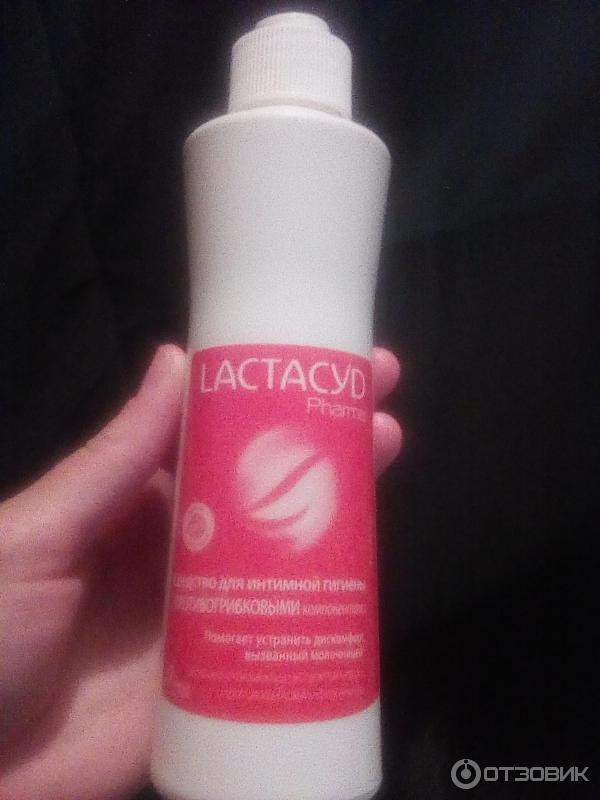 LACTACYD
Pharma
СРЕДСТВО ДЛЯ ИНТИМНОЙ ГИГИЕНЫ
ПРОТИВОГРИБКОВЫМИ КОМПОНЕНТАМИ
Помогает устранить дискомфорт,
вызванный молочницей
ОТЗОВИК